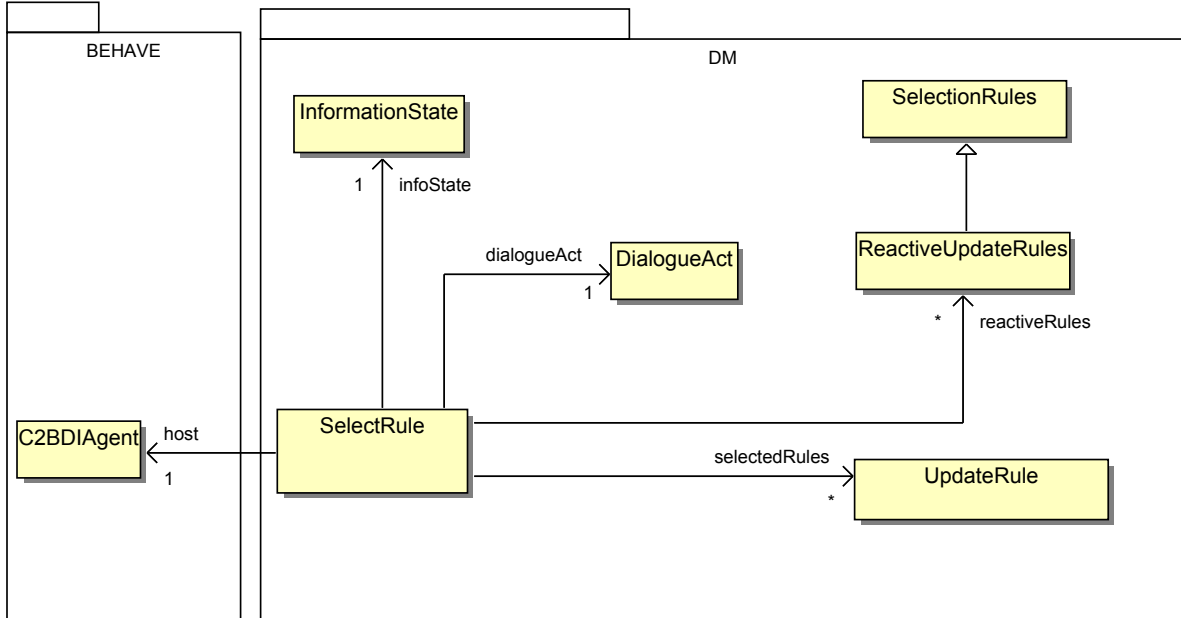 BEHAVE
DM
InformationState
SelectionRules
1 infoState
ReactiveUpdateRules
dialogueAct
DialogueAct
1
* reactiveRules
SelectRule
C2BDIAgent
host
1
selectedRules
UpdateRule
*